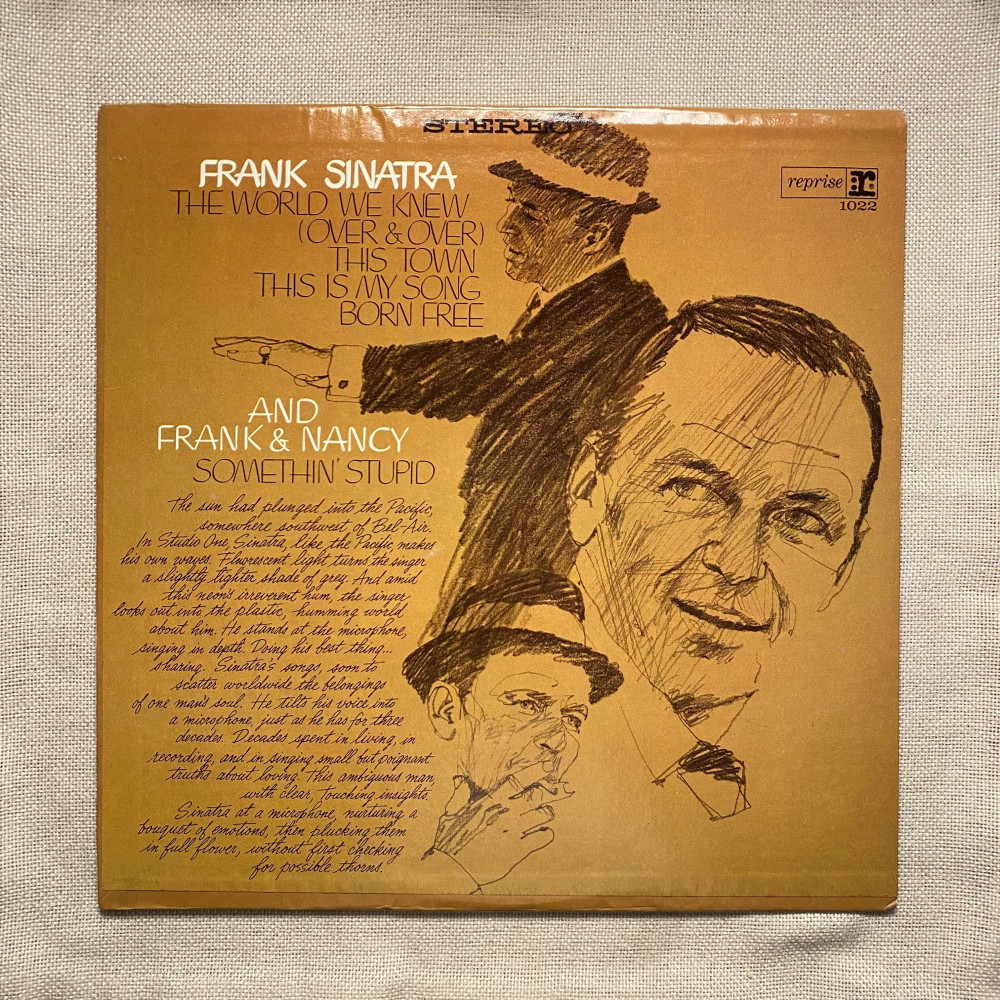 STEREO
FRANK SINATRA
THE WORLD WE KNEW
(OVER & OVER)
THIS TOWN
THIS IS MY SONG
BORN FREE
reprise r:
1022
AND
FRANK & NANCY
SOMETHIN' STUPID
The sun had plunged into the Pacific,
somewhere southwest of Bel-Air.
In Studio One, Sinatra, like the Pacific, makes
his own waves. Fluorescent light turns the singer
a slightly lighter shade of grey. And amid
this neon's irreverent hum, the singer
looks out into the plastic, humming world
about him. He stands at the microphone,
singing in depth. Doing his best thing...
sharing. Sinatra's songs, soon to
scatter worldwide the belongings
of one man's soul. He tilts his voice into
a microphone, just as he has for three
decades. Decades spent in living, in
recording, and in singing small but poignant
truths about loving. This ambiguous man,
with clear, touching insights.
Sinatra at a microphone, nurturing a
bouquet of emotions, then plucking them
in full flower, without first checking
for possible thorns.